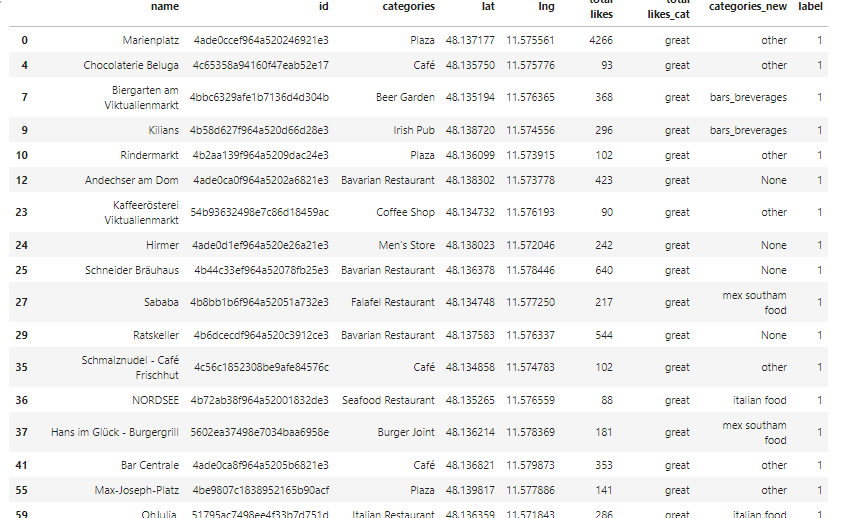 name id categories lat lng total likes total likes_cat categories_new label
0 Marienplatz 4ade0ccef964a520246921e3 Plaza 48.137177 11.575561 4266 great other 1
4 Chocolaterie Beluga 4c65358a94160f47eab52e17 Café 48.135750 11.575776 93 great other 1
7 Biergarten am Viktualienmarkt 4bbc6329afe1b7136d4d304b Beer Garden 48.135194 11.576365 368 great bars_breverages 1
9 Kilians 4b58d627f964a520d66d28e3 Irish Pub 48.138720 11.574556 296 great bars_breverages 1
10 Rindermarkt 4b2aa139f964a5209dac24e3 Plaza 48.136099 11.573915 102 great other 1
12 Andechser am Dom 4ade0ca0f964a5202a6821e3 Bavarian Restaurant 48.138302 11.573778 423 great None 1
23 Kaffeerösterei Viktualienmarkt 54b93632498e7c86d18459ac Coffee Shop 48.134732 11.576193 90 great other 1
24 Hirmer 4ade0d1ef964a520e26a21e3 Men's Store 48.138023 11.572046 242 great None 1
25 Schneider Bräuhaus 4b44c33ef964a52078fb25e3 Bavarian Restaurant 48.136378 11.578446 640 great None 1
27 Sababa 4b8bb1b6f964a52051a732e3 Falafel Restaurant 48.134748 11.577250 217 great mex southam food 1
29 Ratskeller 4b6dcecdf964a520c3912ce3 Bavarian Restaurant 48.137583 11.576337 544 great None 1
35 Schmalznudel - Café Frischhut 4c56c1852308be9afe84576c Café 48.134858 11.574783 102 great other 1
36 NORDSEE 4b72ab38f964a52001832de3 Seafood Restaurant 48.135265 11.576559 88 great italian food 1
37 Hans im Glück - Burgergrill 5602ea37498e7034baa6958e Burger Joint 48.136214 11.578369 181 great mex southam food 1
41 Bar Centrale 4ade0ca8f964a5205b6821e3 Café 48.136821 11.579873 353 great other 1
55 Max-Joseph-Platz 4be9807c1838952165b90acf Plaza 48.139817 11.577886 141 great other 1
59 OhJulia 51795ac7498ee4f33b7d751d Italian Restaurant 48.136359 11.571843 286 great italian food 1